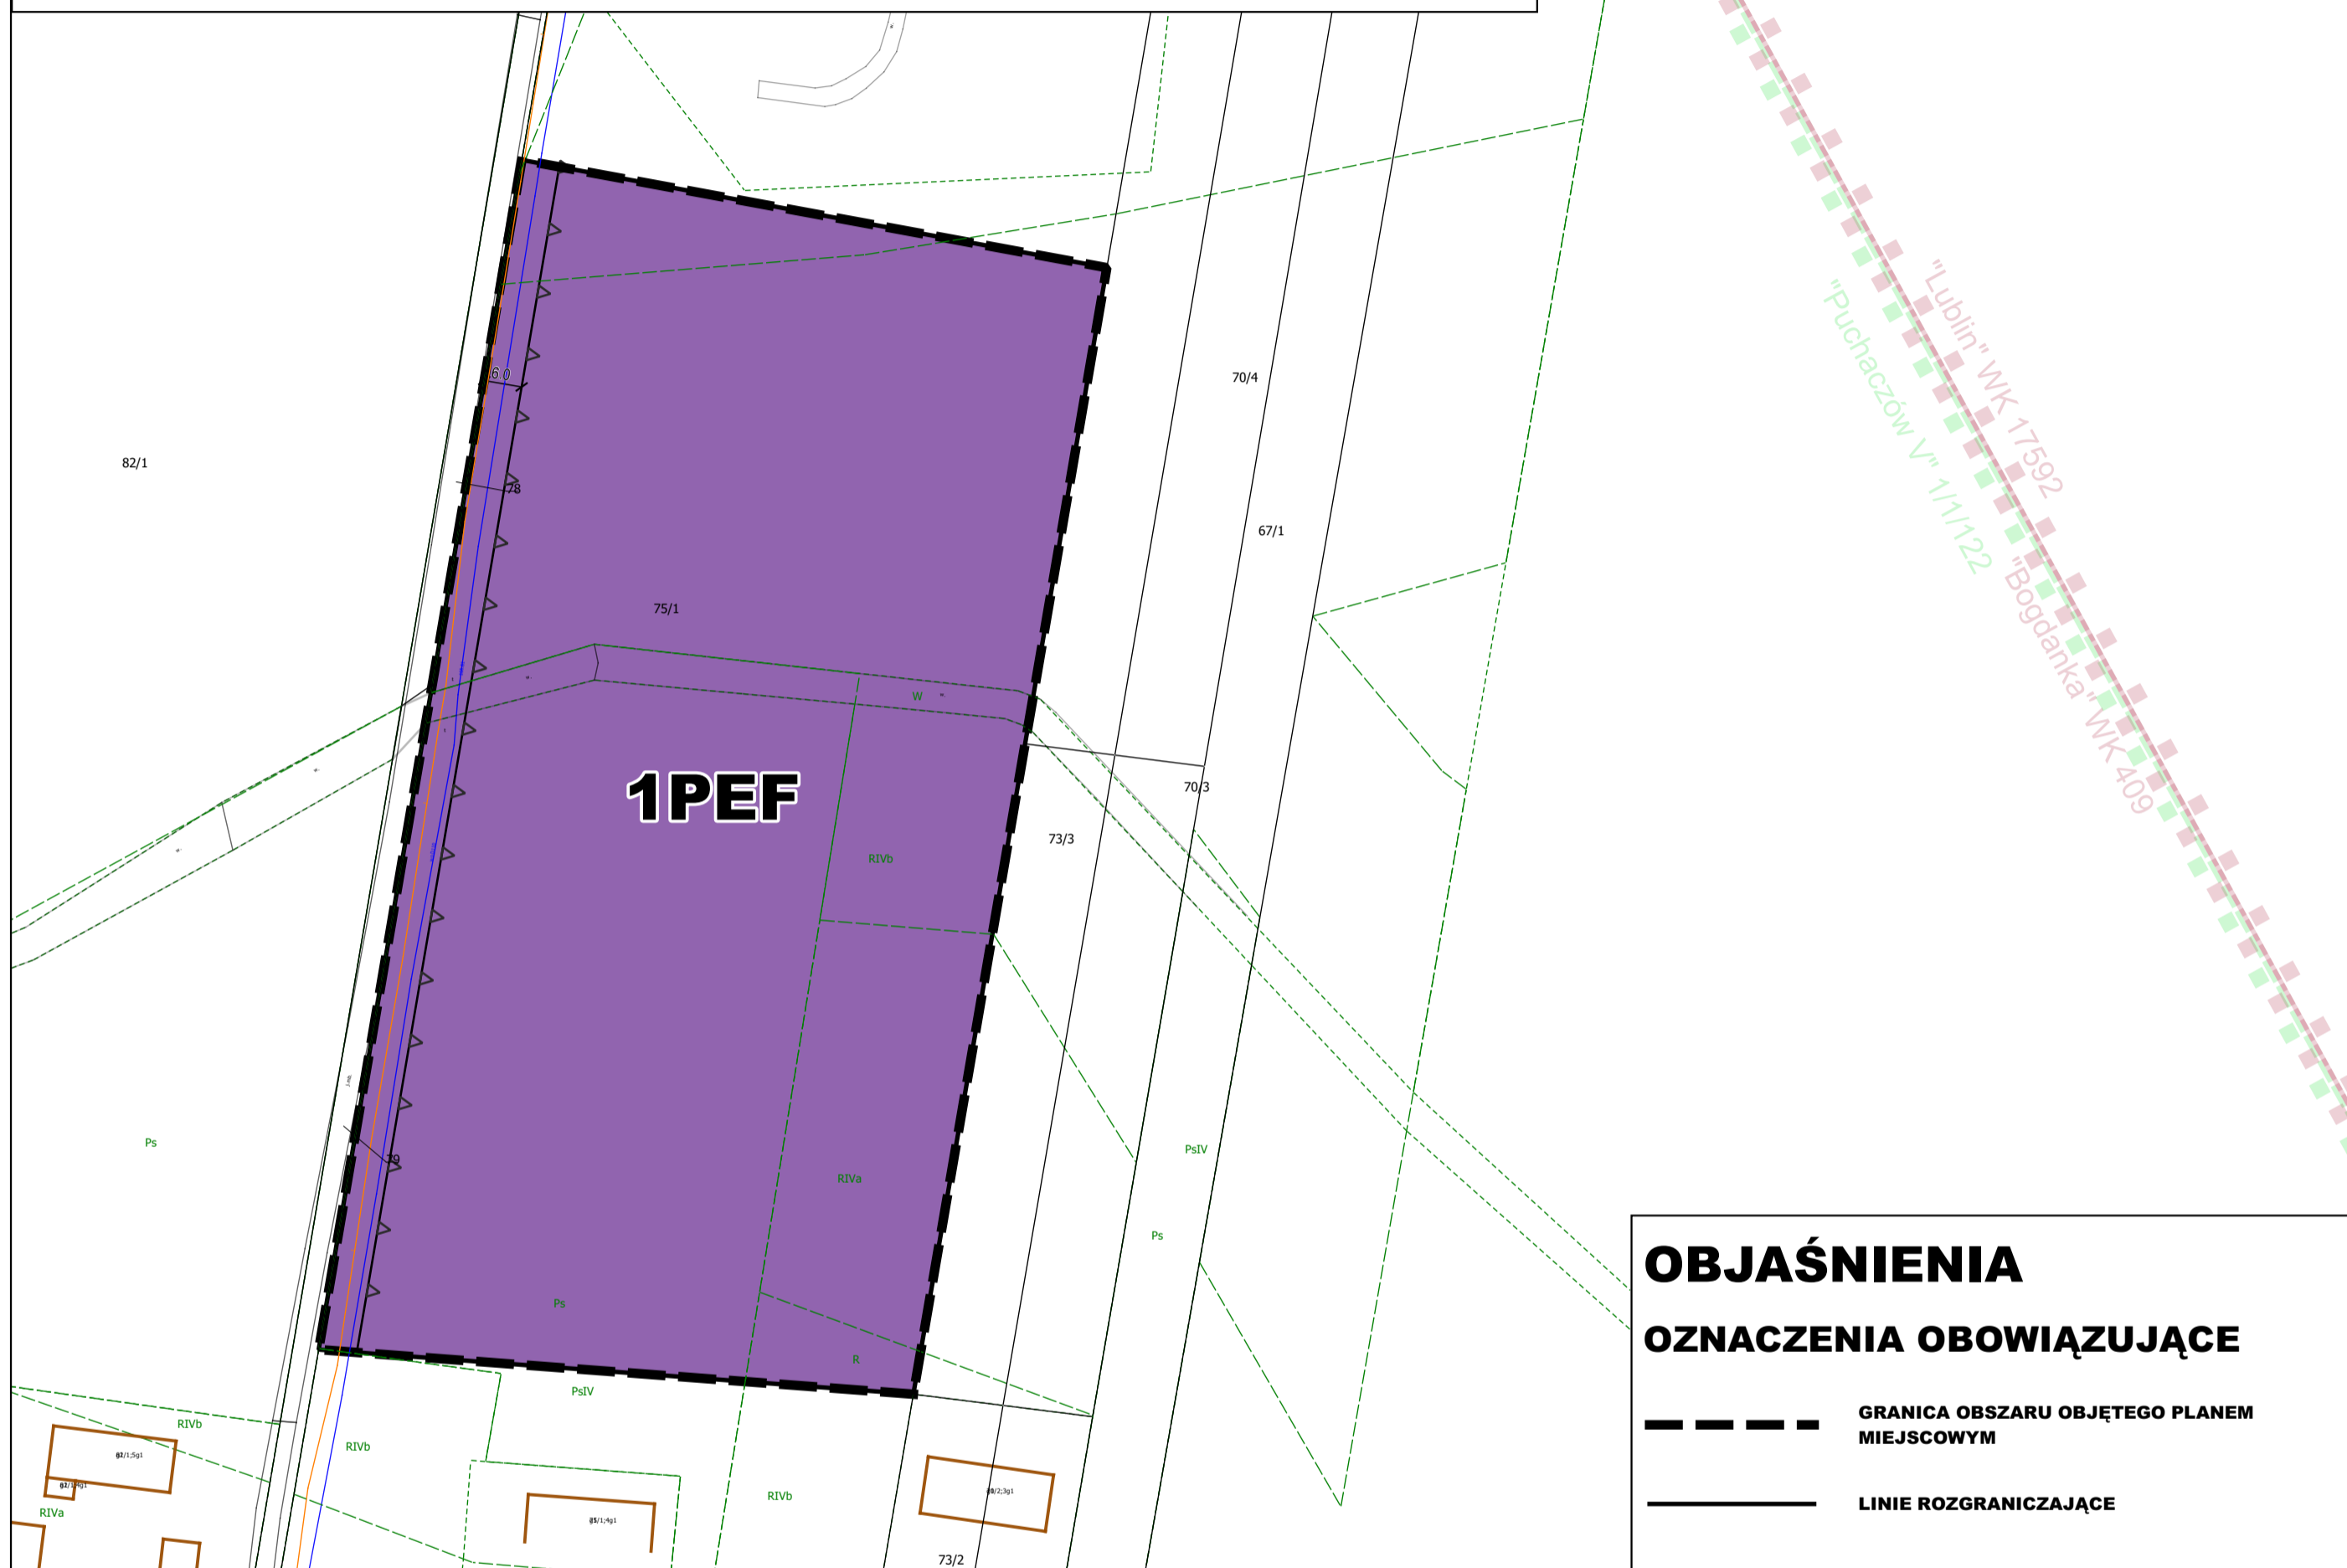 6.0
70/4
82/1
78
67/1
"Lublin" WK 17592
"Puchaczów V" 1/1/122
"Bogdanka" WK 409
75/1
W
1PEF
70/3
73/3
RIVb
Ps
79
PsIV
RIVa
Ps
Ps
R
PsIV
RIVb
RIVb
RIVa
RIVb
73/2
OBJAŚNIENIA
OZNACZENIA OBOWIĄZUJĄCE
GRANICA OBSZARU OBJĘTEGO PLANEM
MIEJSCOWYM
LINIE ROZGRANICZAJĄCE